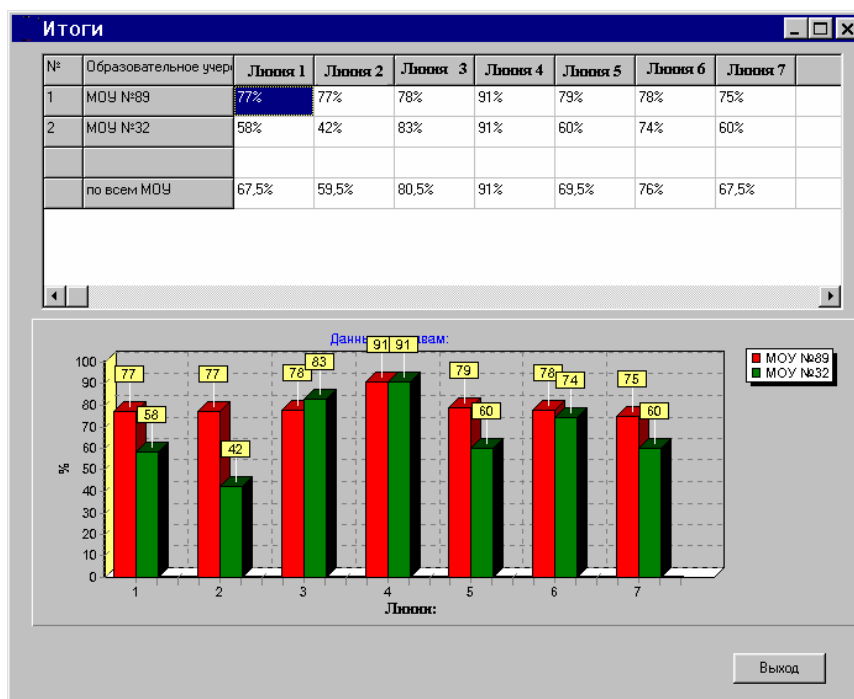 Итоги
№ Образовательное учер Линия 1 Линия 2 Линия 3 Линия 4 Линия 5 Линия 6 Линия 7
1 МОУ №89 77% 77% 78% 91% 79% 78% 75%
2 МОУ №32 58% 42% 83% 91% 60% 74% 60%
по всем МОУ 67,5% 59,5% 80,5% 91% 69,5% 76% 67,5%
Данны авам:
77 58 77 42 78 83 91 91 79 60 78 74 75 60
МОУ №89
МОУ №32
100
90
80
70
60
50
40
30
20
10
0
%
1 2 3 4 5 6 7
Линии:
Выход